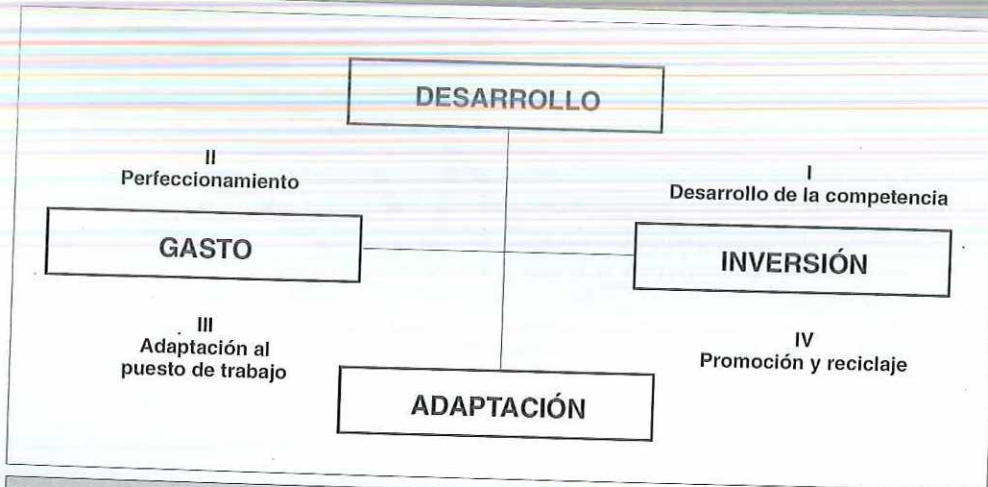 DESARROLLO
II
Perfeccionamiento
I
Desarrollo de la competencia
GASTO
INVERSIÓN
III
Adaptación al
puesto de trabajo
IV
Promoción y reciclaje
ADAPTACIÓN